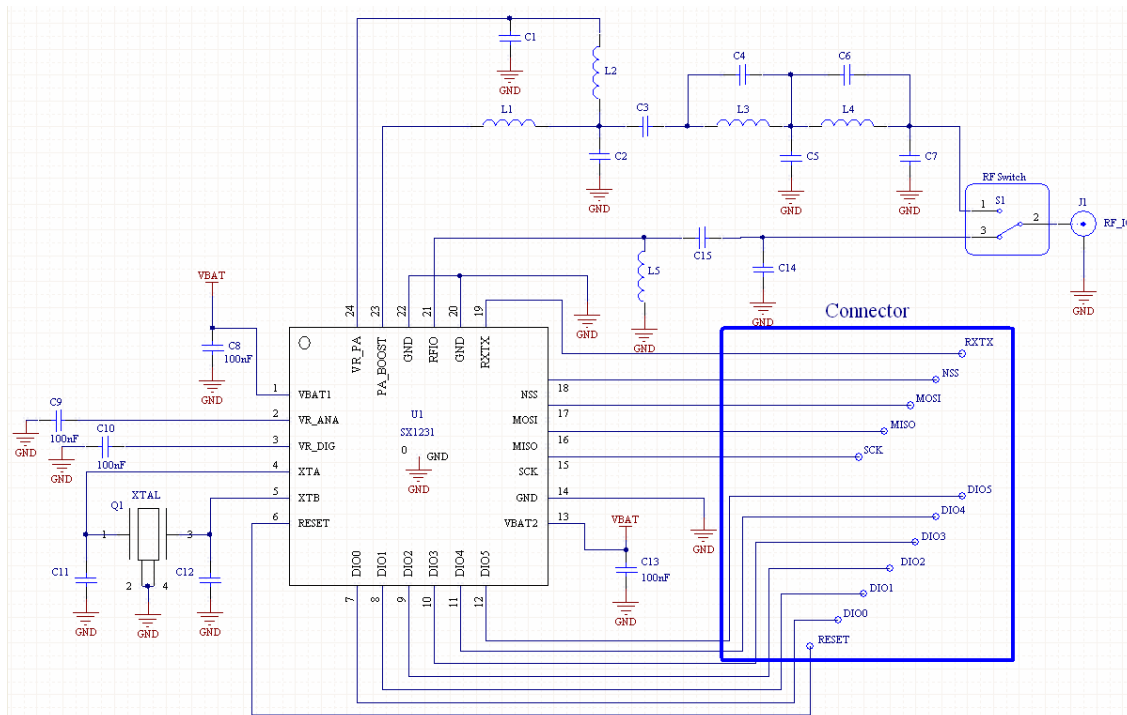 C1
GND
L2
L1
C2
GND
C3
C4
L3
C5
GND
C6
L4
C7
GND
RF Switch
S1
1
2
3
J1
RF_I
GND
L5
GND
C15
C14
GND
GND
VBAT
C8
100nF
GND
C9
100nF
GND
C10
100nF
GND
24
23
22
21
20
19
VR_PA
PA_BOOST
GND
RFIO
GND
RXTX
1
VBAT1
2
VR_ANA
3
VR_DIG
4
XTA
5
XTB
6
RESET
U1
SX1231
0
GND
GND
NSS
18
MOSI
17
MISO
16
SCK
15
GND
14
VBAT2
13
DIO0
DIO1
DIO2
DIO3
DIO4
DIO5
7
8
9
10
11
12
VBAT
C13
100nF
GND
GND
XTAL
Q1
1
3
2
4
GND
C11
GND
C12
GND
Connector
RXTX
NSS
MOSI
MISO
SCK
DIO5
DIO4
DIO3
DIO2
DIO1
DIO0
RESET